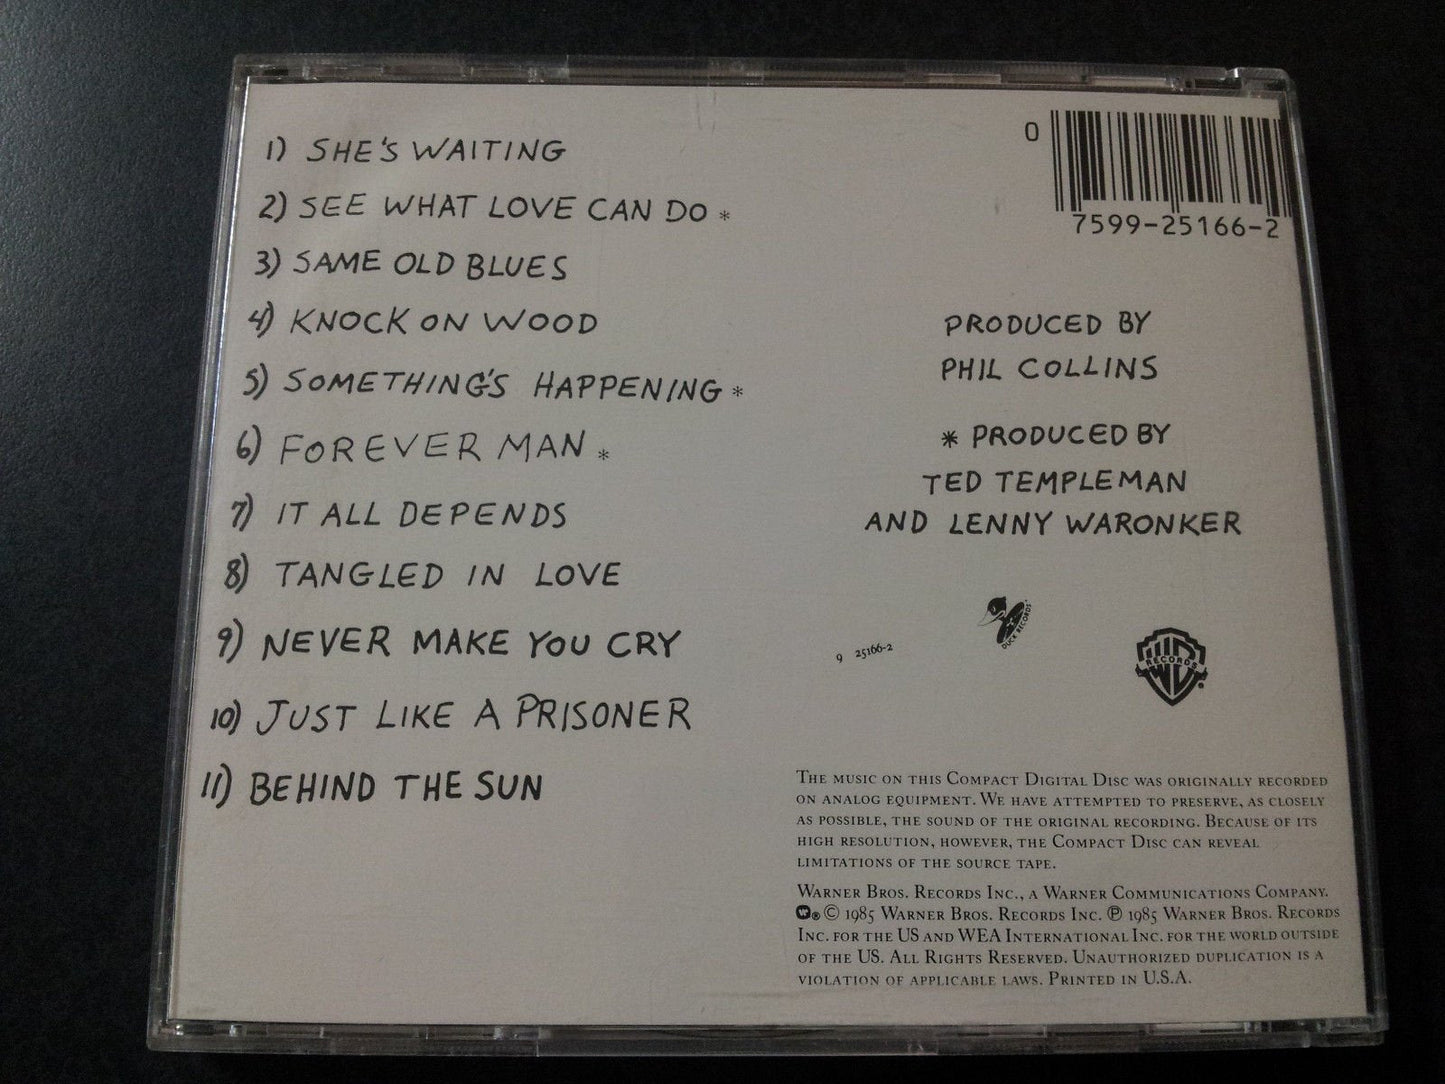 1) SHE'S WAITING
2) SEE WHAT LOVE CAN DO *
3) SAME OLD BLUES
4) KNOCK ON WOOD
5) SOMETHING'S HAPPENING *
6) FOREVER MAN *
7) IT ALL DEPENDS
8) TANGLED IN LOVE
9) NEVER MAKE YOU CRY
10) JUST LIKE A PRISONER
11) BEHIND THE SUN
0
7599-25166-2
PRODUCED BY
PHIL COLLINS
* PRODUCED BY
TED TEMPLEMAN
AND LENNY WARONKER
9 25166-2
DUCK RECORDS
WB RECORDS ®
THE MUSIC ON THIS COMPACT DIGITAL DISC WAS ORIGINALLY RECORDED
ON ANALOG EQUIPMENT. WE HAVE ATTEMPTED TO PRESERVE, AS CLOSELY
AS POSSIBLE, THE SOUND OF THE ORIGINAL RECORDING. BECAUSE OF ITS
HIGH RESOLUTION, HOWEVER, THE COMPACT DISC CAN REVEAL
LIMITATIONS OF THE SOURCE TAPE.
WARNER BROS. RECORDS INC., A WARNER COMMUNICATIONS COMPANY.
® © 1985 WARNER BROS. RECORDS INC. ℗ 1985 WARNER BROS. RECORDS
INC. FOR THE US AND WEA INTERNATIONAL INC. FOR THE WORLD OUTSIDE
OF THE US. ALL RIGHTS RESERVED. UNAUTHORIZED DUPLICATION IS A
VIOLATION OF APPLICABLE LAWS. PRINTED IN U.S.A.